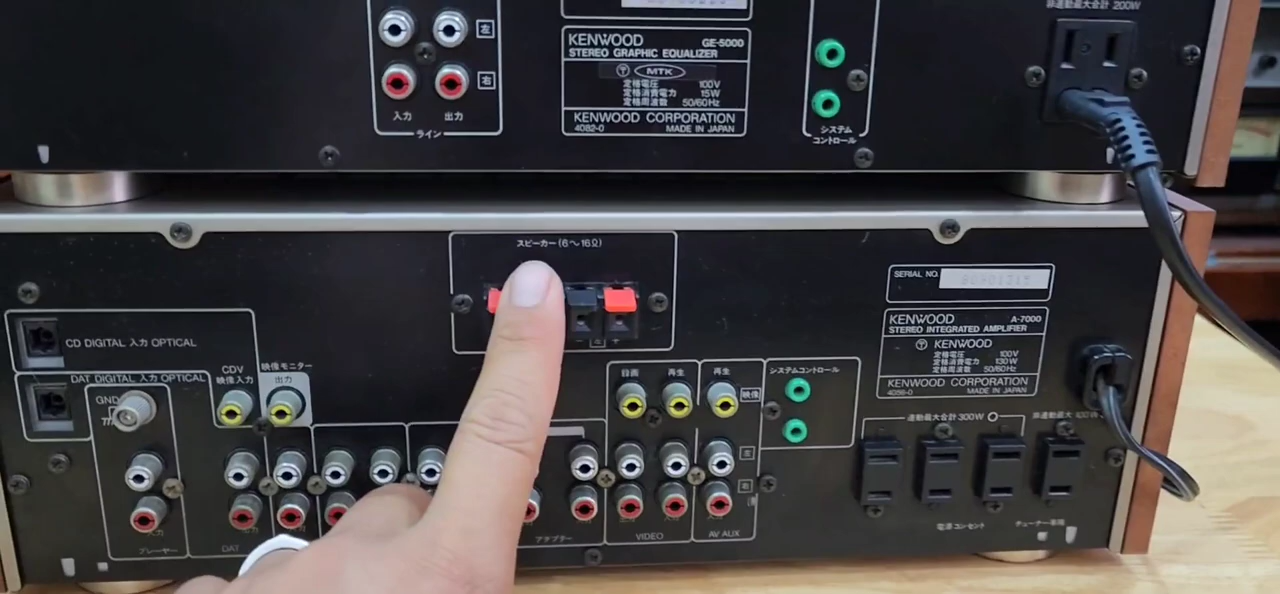 非連動最大合計 200W
左
右
入力 出力
ライン
KENWOOD GE-5000
STEREO GRAPHIC EQUALIZER
MTK
定格電圧 100V
定格消費電力 15W
定格周波数 50/60Hz
KENWOOD CORPORATION
4082-0 MADE IN JAPAN
システム
コントロール
スピーカー(6〜16Ω)
SERIAL NO.
KENWOOD A-7000
STEREO INTEGRATED AMPLIFIER
KENWOOD
定格電圧 100V
定格消費電力 130W
定格周波数 50/60Hz
KENWOOD CORPORATION
4056-0 MADE IN JAPAN
CD DIGITAL 入力 OPTICAL
DAT DIGITAL 入力 OPTICAL
GND
CDV
映像入力
映像モニター
出力
録画 再生 再生
映像
左
右
システムコントロール
連動最大合計 300W
電源コンセント
プレーヤー
DAT
アダプター
VIDEO
AV AUX